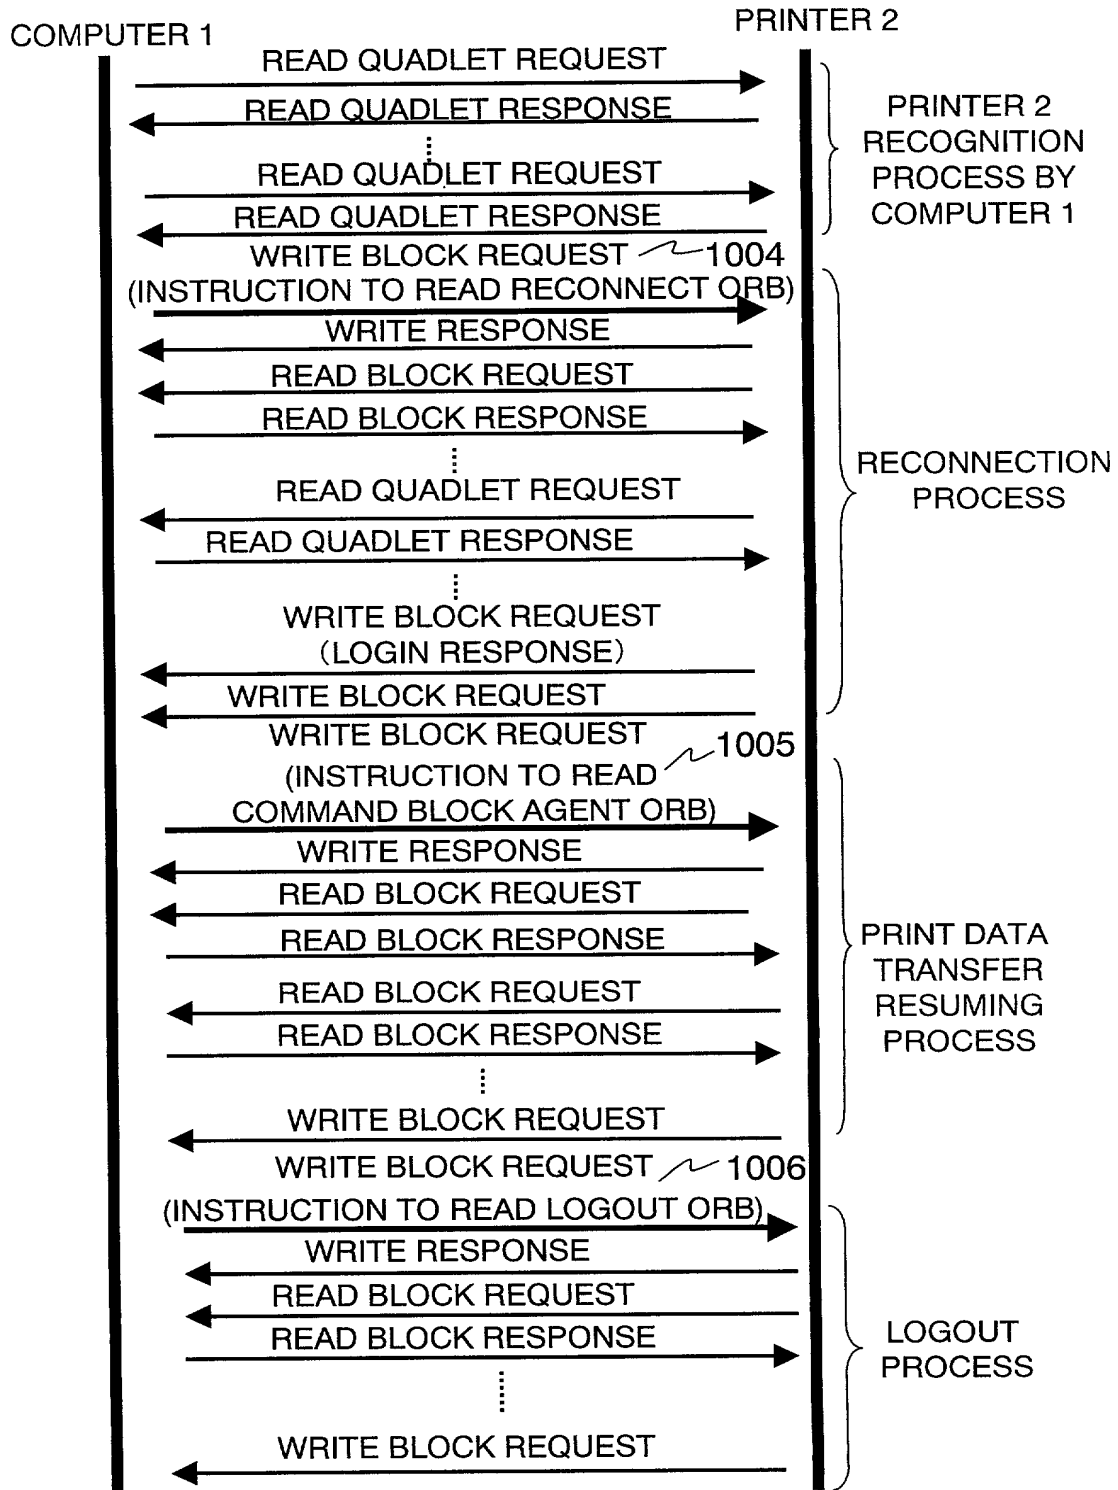 COMPUTER 1
PRINTER 2
READ QUADLET REQUEST
READ QUADLET RESPONSE
READ QUADLET REQUEST
READ QUADLET RESPONSE
PRINTER 2
RECOGNITION
PROCESS BY
COMPUTER 1
WRITE BLOCK REQUEST 1004
(INSTRUCTION TO READ RECONNECT ORB)
WRITE RESPONSE
READ BLOCK REQUEST
READ BLOCK RESPONSE
READ QUADLET REQUEST
READ QUADLET RESPONSE
WRITE BLOCK REQUEST
(LOGIN RESPONSE)
WRITE BLOCK REQUEST
RECONNECTION
PROCESS
WRITE BLOCK REQUEST
1005
(INSTRUCTION TO READ
COMMAND BLOCK AGENT ORB)
WRITE RESPONSE
READ BLOCK REQUEST
READ BLOCK RESPONSE
READ BLOCK REQUEST
READ BLOCK RESPONSE
WRITE BLOCK REQUEST
PRINT DATA
TRANSFER
RESUMING
PROCESS
WRITE BLOCK REQUEST 1006
(INSTRUCTION TO READ LOGOUT ORB)
WRITE RESPONSE
READ BLOCK REQUEST
READ BLOCK RESPONSE
WRITE BLOCK REQUEST
LOGOUT
PROCESS